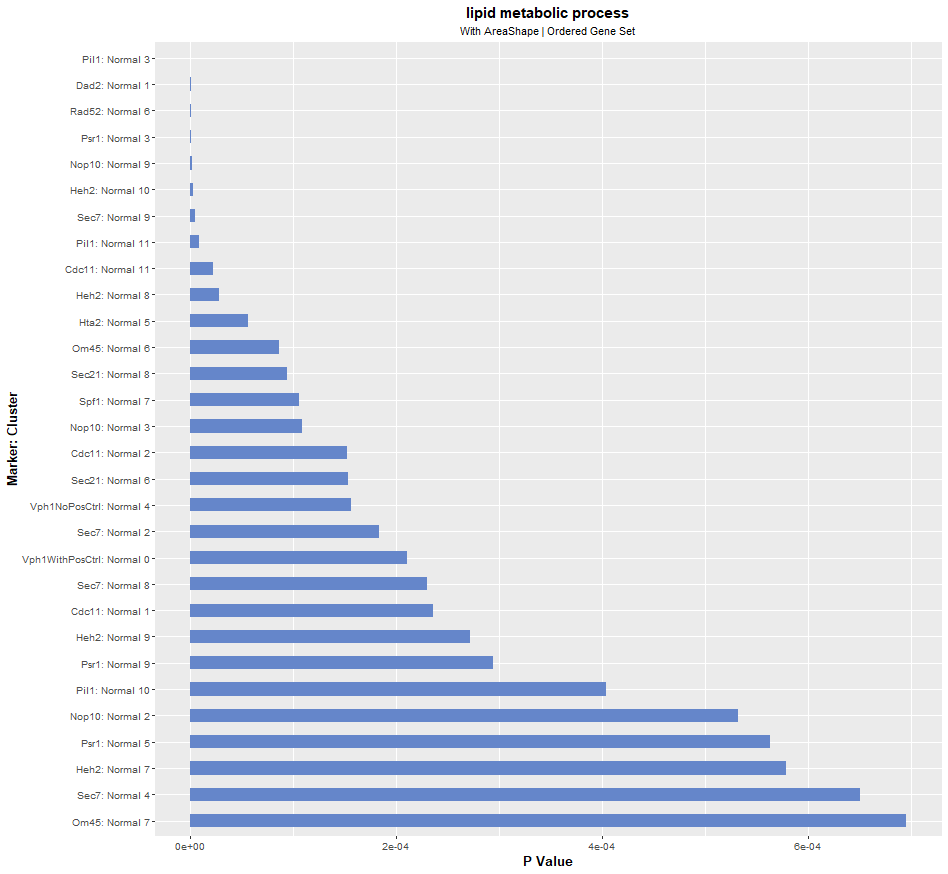 lipid metabolic process
With AreaShape | Ordered Gene Set
Marker: Cluster
Pil1: Normal 3
Dad2: Normal 1
Rad52: Normal 6
Psr1: Normal 3
Nop10: Normal 9
Heh2: Normal 10
Sec7: Normal 9
Pil1: Normal 11
Cdc11: Normal 11
Heh2: Normal 8
Hta2: Normal 5
Om45: Normal 6
Sec21: Normal 8
Spf1: Normal 7
Nop10: Normal 3
Cdc11: Normal 2
Sec21: Normal 6
Vph1NoPosCtrl: Normal 4
Sec7: Normal 2
Vph1WithPosCtrl: Normal 0
Sec7: Normal 8
Cdc11: Normal 1
Heh2: Normal 9
Psr1: Normal 9
Pil1: Normal 10
Nop10: Normal 2
Psr1: Normal 5
Heh2: Normal 7
Sec7: Normal 4
Om45: Normal 7
0e+00 2e-04 4e-04 6e-04
P Value